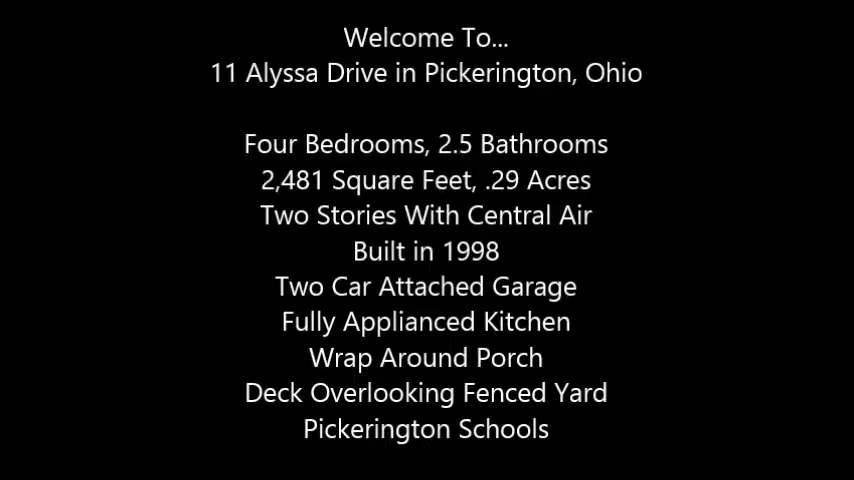 Welcome To...
11 Alyssa Drive in Pickerington, Ohio
Four Bedrooms, 2.5 Bathrooms
2,481 Square Feet, .29 Acres
Two Stories With Central Air
Built in 1998
Two Car Attached Garage
Fully Applianced Kitchen
Wrap Around Porch
Deck Overlooking Fenced Yard
Pickerington Schools